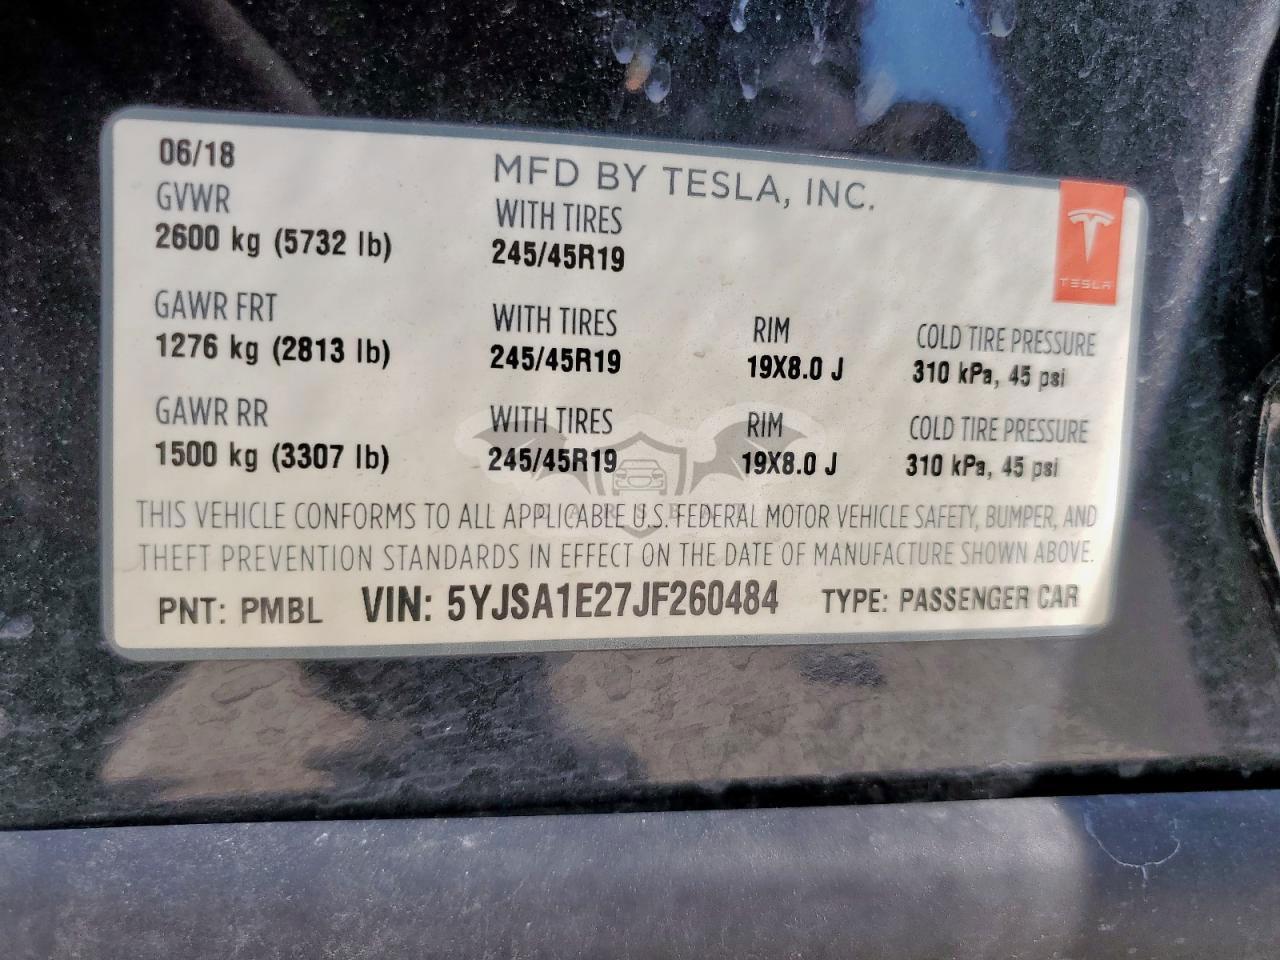 06/18
MFD BY TESLA, INC.
GVWR
WITH TIRES
2600 kg (5732 lb)
245/45R19
TESLA
GAWR FRT
WITH TIRES
RIM
COLD TIRE PRESSURE
1276 kg (2813 lb)
245/45R19
19X8.0 J
310 kPa, 45 psi
GAWR RR
WITH TIRES
RIM
COLD TIRE PRESSURE
1500 kg (3307 lb)
245/45R19
19X8.0 J
310 kPa, 45 psi
THIS VEHICLE CONFORMS TO ALL APPLICABLE U.S. FEDERAL MOTOR VEHICLE SAFETY, BUMPER, AND
THEFT PREVENTION STANDARDS IN EFFECT ON THE DATE OF MANUFACTURE SHOWN ABOVE.
PNT: PMBL VIN: 5YJSA1E27JF260484 TYPE: PASSENGER CAR